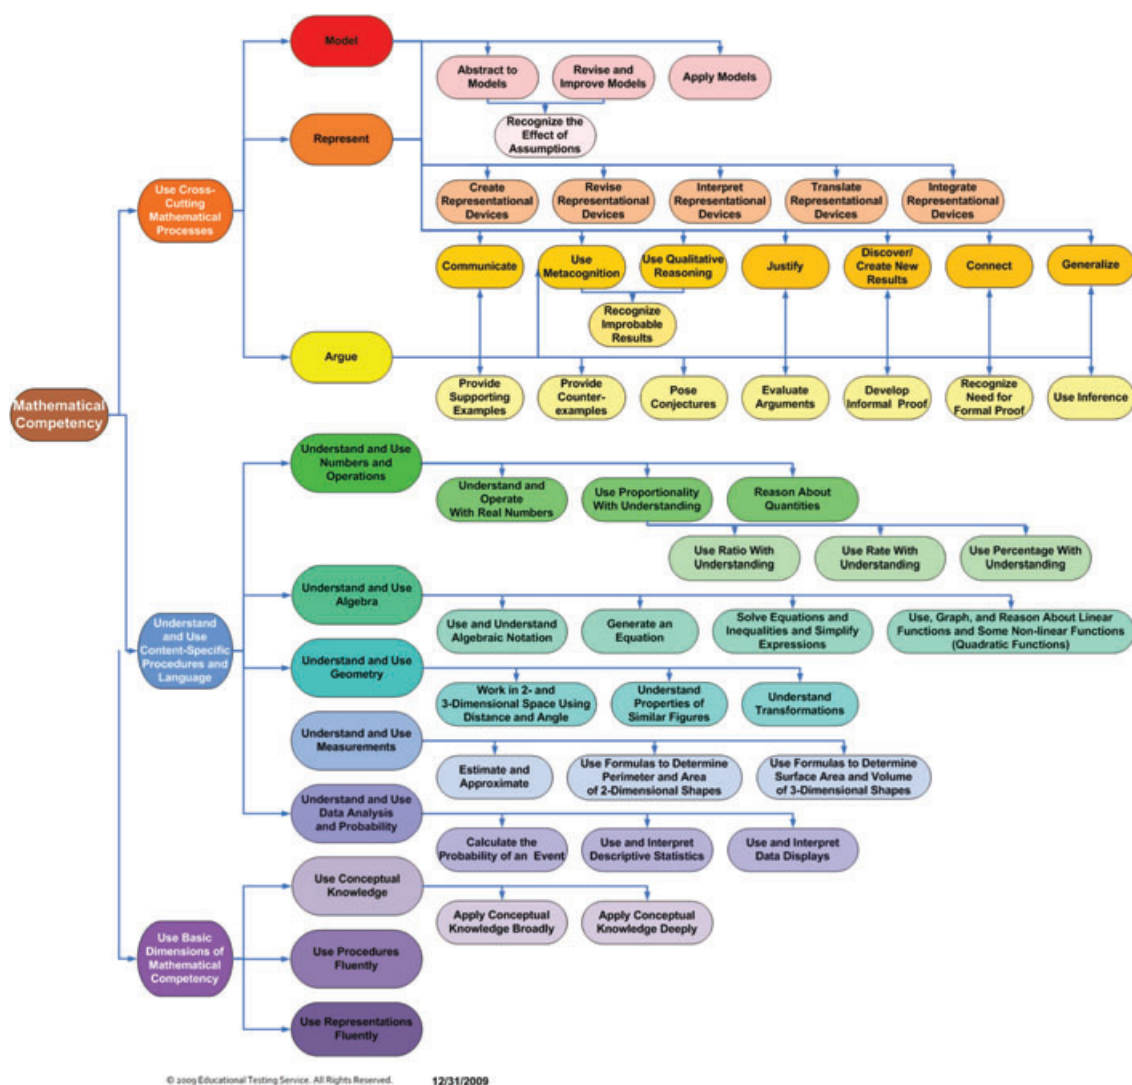 Model
Abstract to
Models
Revise and
Improve Models
Apply Models
Recognize the
Effect of
Assumptions
Represent
Create
Representational
Devices
Revise
Representational
Devices
Interpret
Representational
Devices
Translate
Representational
Devices
Integrate
Representational
Devices
Use Cross-
Cutting
Mathematical
Processes
Communicate
Use
Metacognition
Use Qualitative
Reasoning
Justify
Discover/
Create New
Results
Connect
Generalize
Recognize
Improbable
Results
Argue
Provide
Supporting
Examples
Provide
Counter-
examples
Pose
Conjectures
Evaluate
Arguments
Develop
Informal Proof
Recognize
Need for
Formal Proof
Use Inference
Mathematical
Competency
Understand and Use
Numbers and
Operations
Understand and
Operate
With Real Numbers
Use Proportionality
With Understanding
Reason About
Quantities
Use Ratio With
Understanding
Use Rate With
Understanding
Use Percentage With
Understanding
Understand and Use
Algebra
Use and Understand
Algebraic Notation
Generate an
Equation
Solve Equations and
Inequalities and Simplify
Expressions
Use, Graph, and Reason About Linear
Functions and Some Non-linear Functions
(Quadratic Functions)
Understand
and Use
Content-Specific
Procedures and
Language
Understand and Use
Geometry
Work in 2- and
3-Dimensional Space Using
Distance and Angle
Understand
Properties of
Similar Figures
Understand
Transformations
Understand and Use
Measurements
Estimate and
Approximate
Use Formulas to Determine
Perimeter and Area
of 2-Dimensional Shapes
Use Formulas to Determine
Surface Area and Volume
of 3-Dimensional Shapes
Understand and Use
Data Analysis
and Probability
Calculate the
Probability of an Event
Use and Interpret
Descriptive Statistics
Use and Interpret
Data Displays
Use Conceptual
Knowledge
Apply Conceptual
Knowledge Broadly
Apply Conceptual
Knowledge Deeply
Use Basic
Dimensions of
Mathematical
Competency
Use Procedures
Fluently
Use Representations
Fluently
© 2009 Educational Testing Service. All Rights Reserved.
12/31/2009